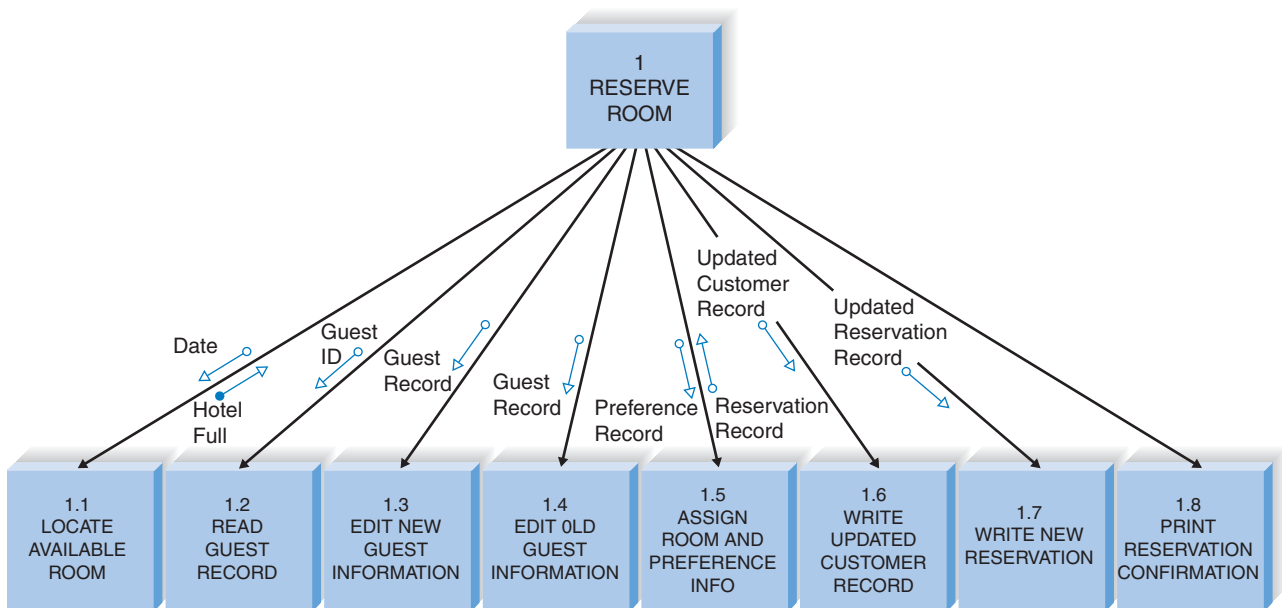 1
RESERVE
ROOM
Updated
Customer
Record
Updated
Reservation
Record
Date
Guest
ID
Guest
Record
Guest
Record
Hotel
Full
Preference
Record
Reservation
Record
1.1
LOCATE
AVAILABLE
ROOM
1.2
READ
GUEST
RECORD
1.3
EDIT NEW
GUEST
INFORMATION
1.4
EDIT 0LD
GUEST
INFORMATION
1.5
ASSIGN
ROOM AND
PREFERENCE
INFO
1.6
WRITE
UPDATED
CUSTOMER
RECORD
1.7
WRITE NEW
RESERVATION
1.8
PRINT
RESERVATION
CONFIRMATION